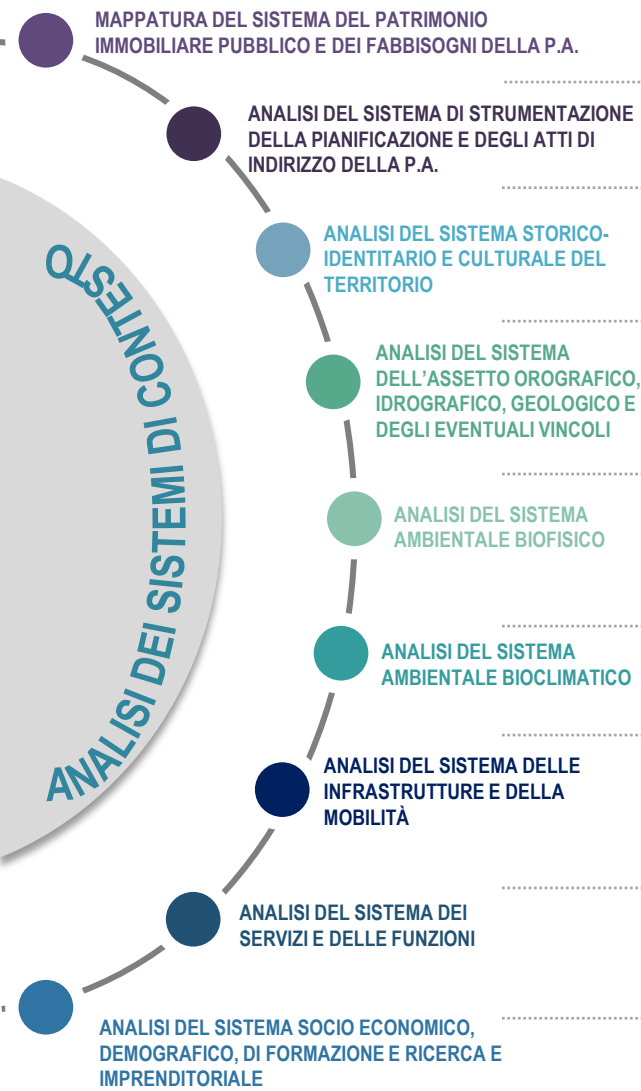 MAPPATURA DEL SISTEMA DEL PATRIMONIO
IMMOBILIARE PUBBLICO E DEI FABBISOGNI DELLA P.A.
ANALISI DEL SISTEMA DI STRUMENTAZIONE
DELLA PIANIFICAZIONE E DEGLI ATTI DI
INDIRIZZO DELLA P.A.
ANALISI DEL SISTEMA STORICO-
IDENTITARIO E CULTURALE DEL
TERRITORIO
ANALISI DEL SISTEMA
DELL’ASSETTO OROGRAFICO,
IDROGRAFICO, GEOLOGICO E
DEGLI EVENTUALI VINCOLI
ANALISI DEL SISTEMA
AMBIENTALE BIOFISICO
ANALISI DEL SISTEMA
AMBIENTALE BIOCLIMATICO
ANALISI DEL SISTEMA DELLE
INFRASTRUTTURE E DELLA
MOBILITÀ
ANALISI DEL SISTEMA DEI
SERVIZI E DELLE FUNZIONI
ANALISI DEL SISTEMA SOCIO ECONOMICO,
DEMOGRAFICO, DI FORMAZIONE E RICERCA E
IMPRENDITORIALE
ANALISI DEI SISTEMI DI CONTESTO